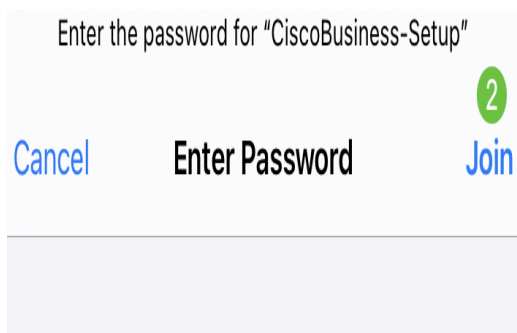 Enter the password for “CiscoBusiness-Setup”
2
Cancel Enter Password Join